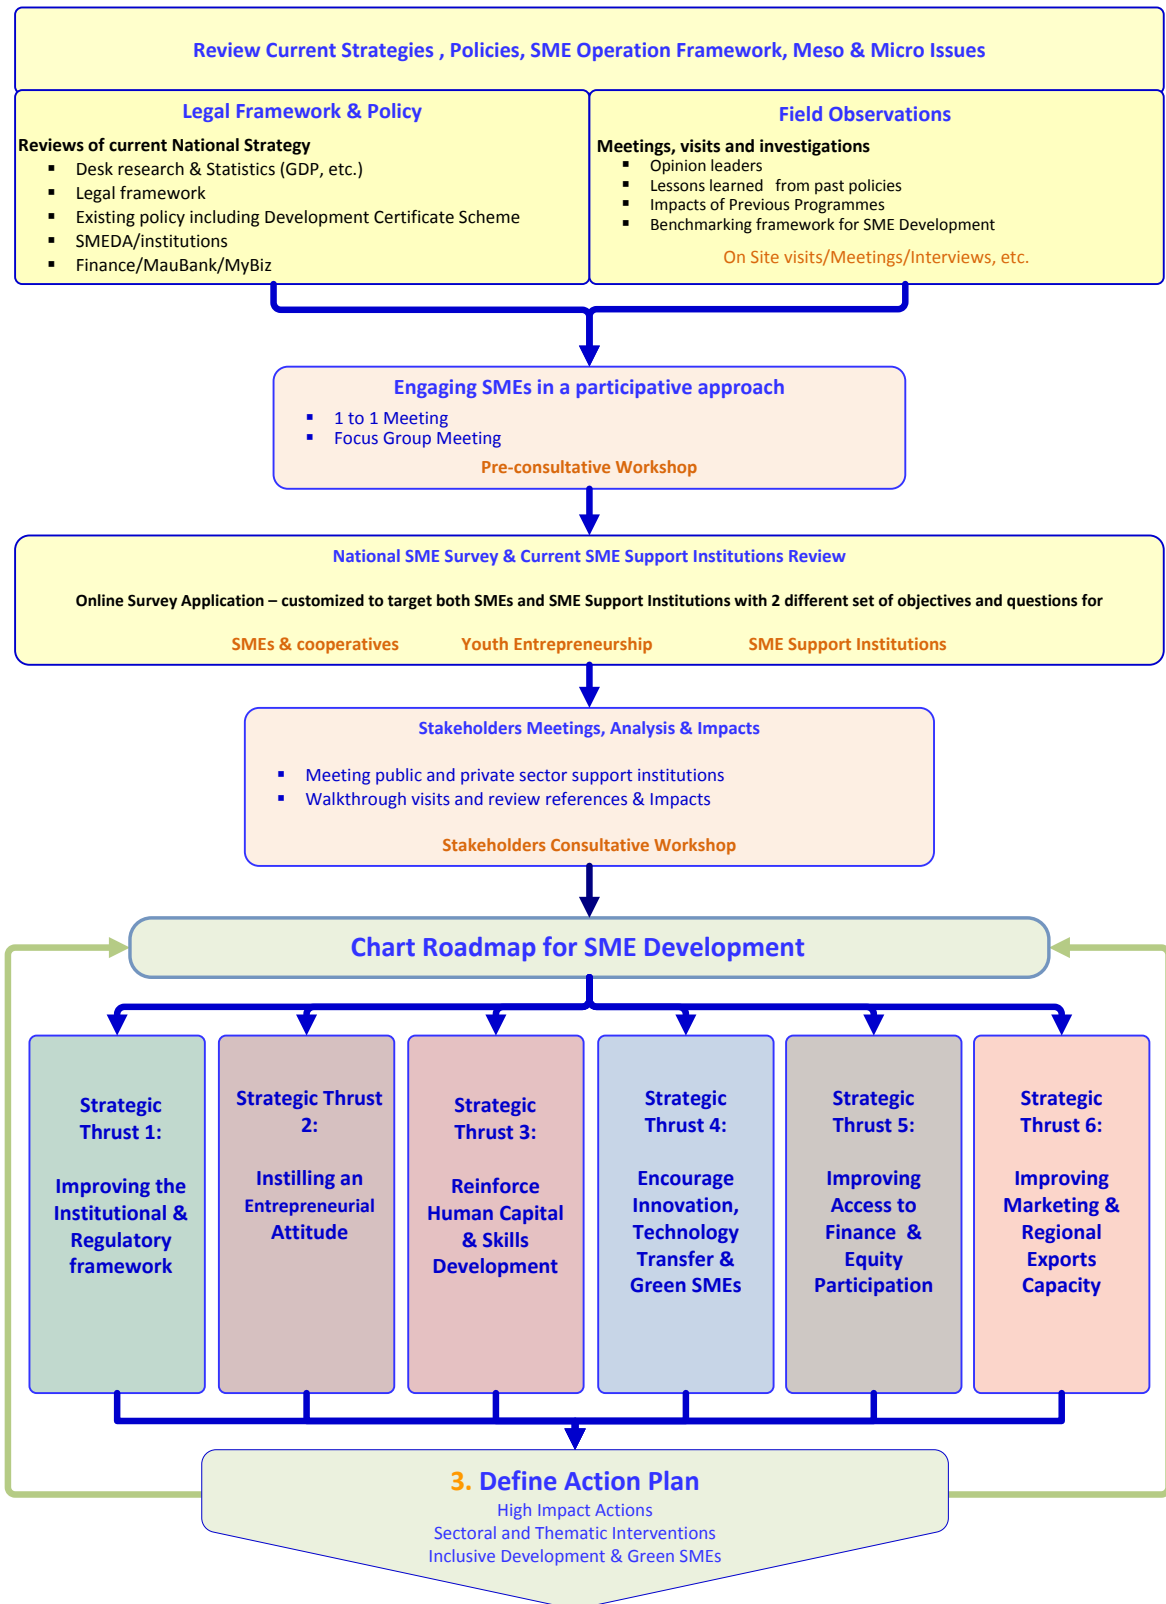 Review Current Strategies , Policies, SME Operation Framework, Meso & Micro Issues
Legal Framework & Policy
Reviews of current National Strategy
▪ Desk research & Statistics (GDP, etc.)
▪ Legal framework
▪ Existing policy including Development Certificate Scheme
▪ SMEDA/institutions
▪ Finance/MauBank/MyBiz
Field Observations
Meetings, visits and investigations
▪ Opinion leaders
▪ Lessons learned from past policies
▪ Impacts of Previous Programmes
▪ Benchmarking framework for SME Development
On Site visits/Meetings/Interviews, etc.
Engaging SMEs in a participative approach
▪ 1 to 1 Meeting
▪ Focus Group Meeting
Pre-consultative Workshop
National SME Survey & Current SME Support Institutions Review
Online Survey Application – customized to target both SMEs and SME Support Institutions with 2 different set of objectives and questions for
SMEs & cooperatives Youth Entrepreneurship SME Support Institutions
Stakeholders Meetings, Analysis & Impacts
▪ Meeting public and private sector support institutions
▪ Walkthrough visits and review references & Impacts
Stakeholders Consultative Workshop
Chart Roadmap for SME Development
Strategic
Thrust 1:
Improving the
Institutional &
Regulatory
framework
Strategic Thrust
2:
Instilling an
Entrepreneurial
Attitude
Strategic
Thrust 3:
Reinforce
Human Capital
& Skills
Development
Strategic
Thrust 4:
Encourage
Innovation,
Technology
Transfer &
Green SMEs
Strategic
Thrust 5:
Improving
Access to
Finance &
Equity
Participation
Strategic
Thrust 6:
Improving
Marketing &
Regional
Exports
Capacity
3. Define Action Plan
High Impact Actions
Sectoral and Thematic Interventions
Inclusive Development & Green SMEs